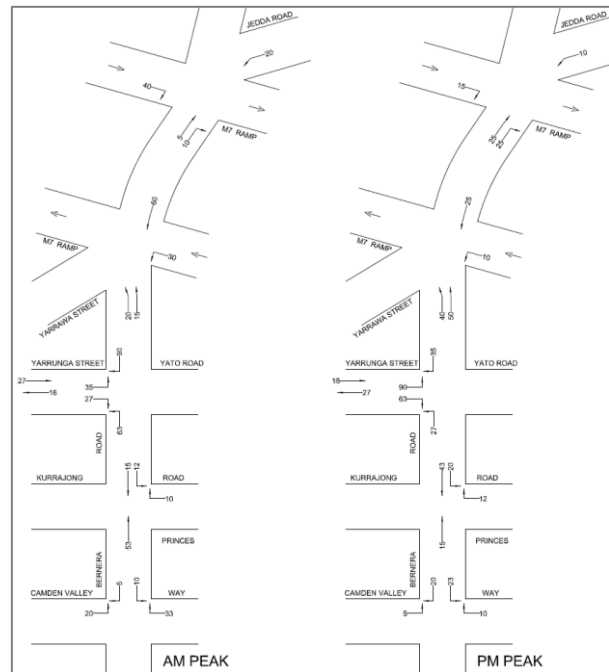 JEDDA ROAD
20
40
5
10
M7 RAMP
60
M7 RAMP
30
20
15
YARRAWA STREET
90
YARRUNGA STREET
YATO ROAD
27
16
35
27
63
ROAD
15
12
KURRAJONG
ROAD
10
53
PRINCES
BERNERA
5
10
CAMDEN VALLEY
WAY
20
33
AM PEAK
JEDDA ROAD
10
15
25
25
M7 RAMP
25
M7 RAMP
10
40
50
YARRAWA STREET
35
YARRUNGA STREET
YATO ROAD
16
27
90
63
27
ROAD
43
20
KURRAJONG
ROAD
12
15
PRINCES
BERNERA
20
23
CAMDEN VALLEY
WAY
5
10
PM PEAK